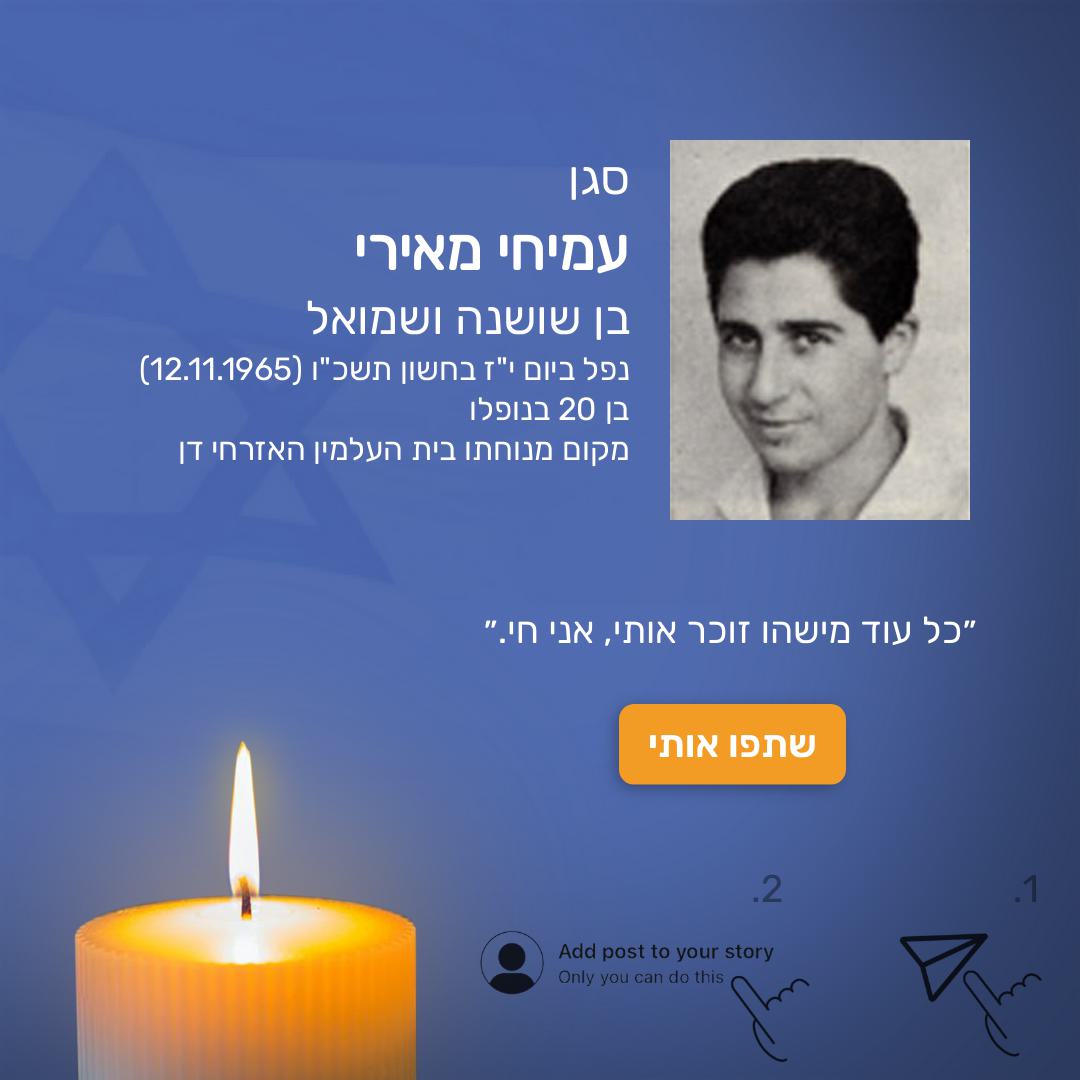 סגן
עמיחי מאירי
בן שושנה ושמואל
נפל ביום י"ז בחשון תשכ"ו (12.11.1965)
בן 20 בנופלו
מקום מנוחתו בית העלמין האזרחי דן
״כל עוד מישהו זוכר אותי, אני חי.״
שתפו אותי
.1
.2
Add post to your story
Only you can do this